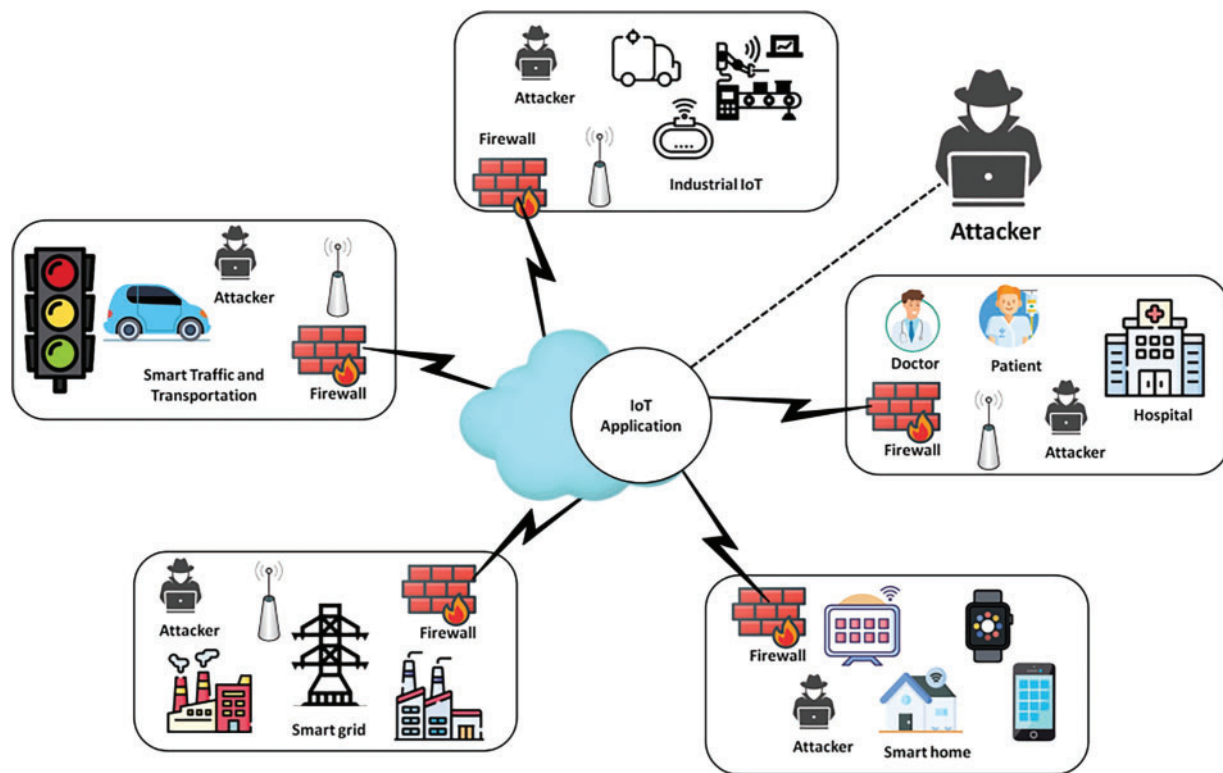 Attacker
Firewall
Industrial IoT
Attacker
Attacker
Smart Traffic and
Transportation
Firewall
Doctor
Patient
Firewall
Attacker
Hospital
IoT
Application
Attacker
Firewall
Smart grid
Firewall
Attacker
Smart home